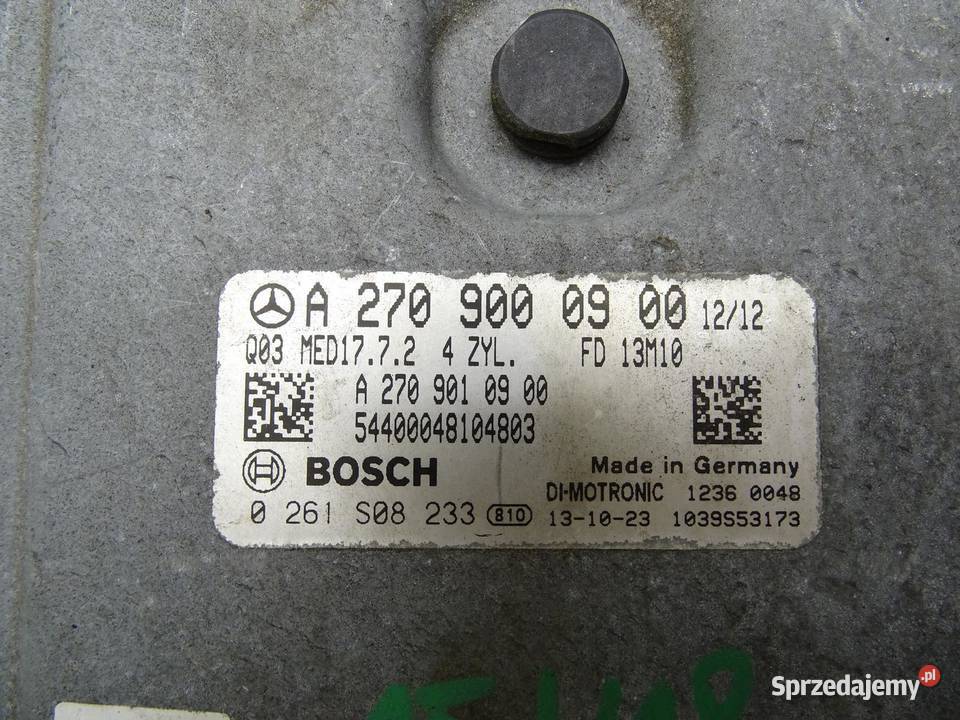 A 270 900 09 00 12/12
Q03 MED17.7.2 4 ZYL. FD 13M10
A 270 901 09 00
54400048104803
BOSCH Made in Germany
DI-MOTRONIC 1236 0048
0 261 S08 233 810 13-10-23 1039S53173
Sprzedajemy.pl